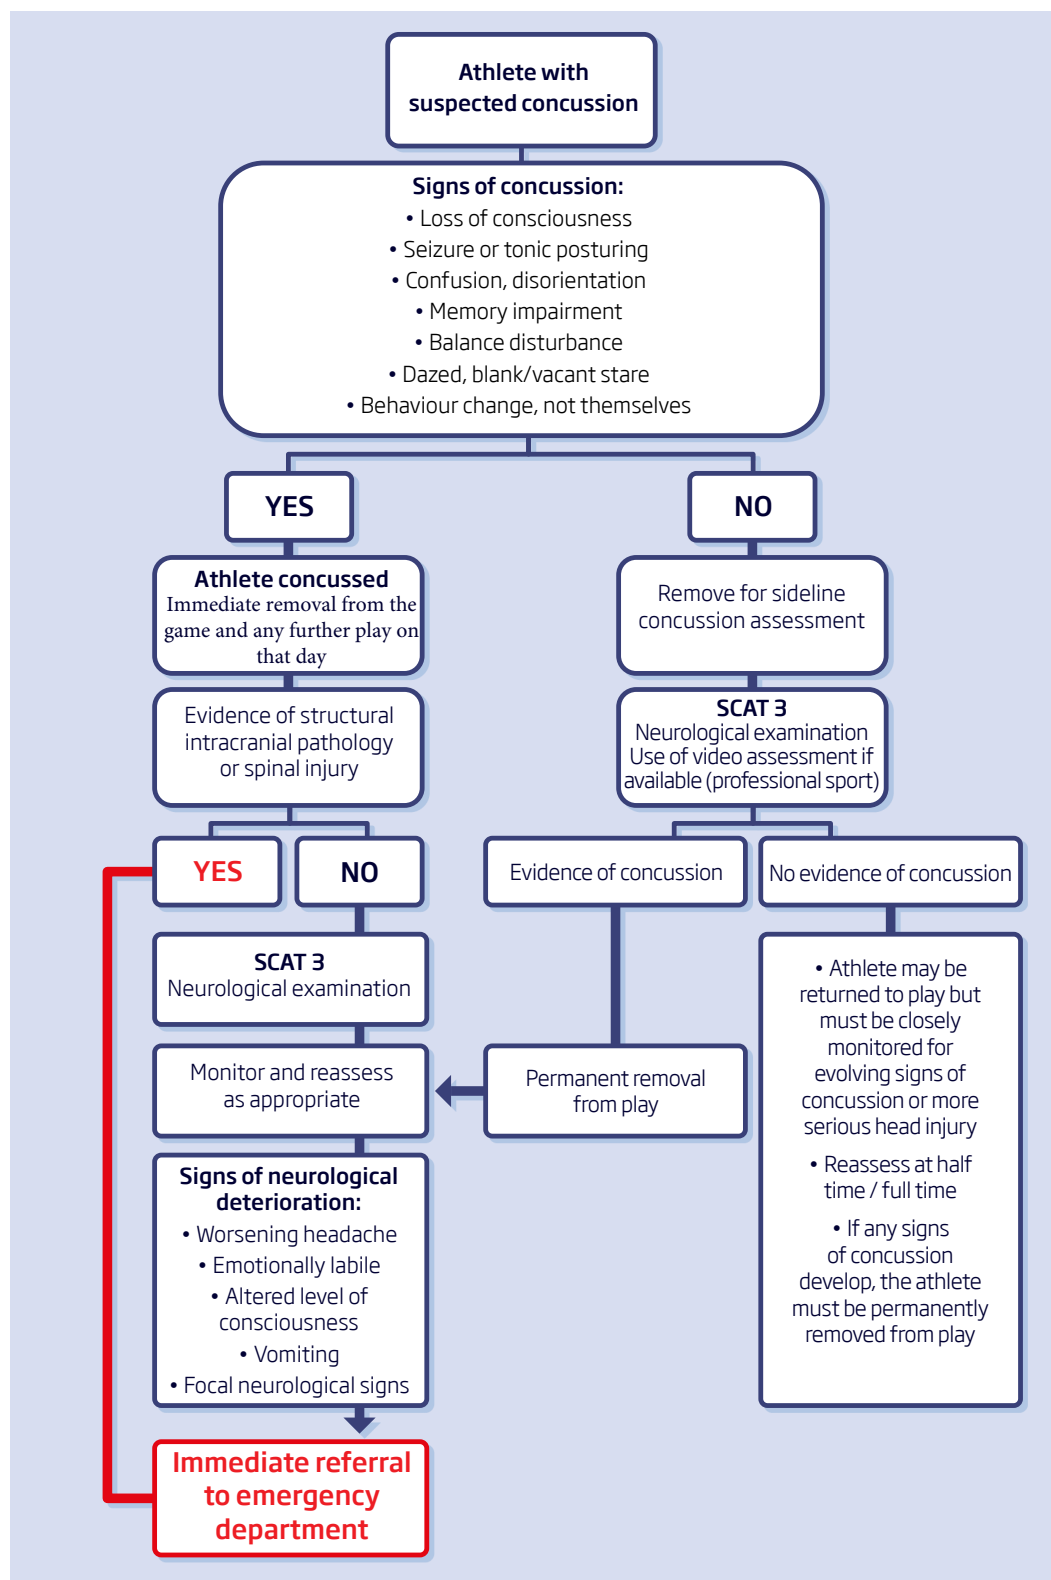 Athlete with
suspected concussion
Signs of concussion:
• Loss of consciousness
• Seizure or tonic posturing
• Confusion, disorientation
• Memory impairment
• Balance disturbance
• Dazed, blank/vacant stare
• Behaviour change, not themselves
YES
NO
Athlete concussed
Immediate removal from the
game and any further play on
that day
Remove for sideline
concussion assessment
Evidence of structural
intracranial pathology
or spinal injury
SCAT 3
Neurological examination
Use of video assessment if
available (professional sport)
YES
NO
Evidence of concussion
No evidence of concussion
SCAT 3
Neurological examination
Monitor and reassess
as appropriate
Permanent removal
from play
• Athlete may be
returned to play but
must be closely
monitored for
evolving signs of
concussion or more
serious head injury
• Reassess at half
time / full time
• If any signs
of concussion
develop, the athlete
must be permanently
removed from play
Signs of neurological
deterioration:
• Worsening headache
• Emotionally labile
• Altered level of
consciousness
• Vomiting
• Focal neurological signs
Immediate referral
to emergency
department